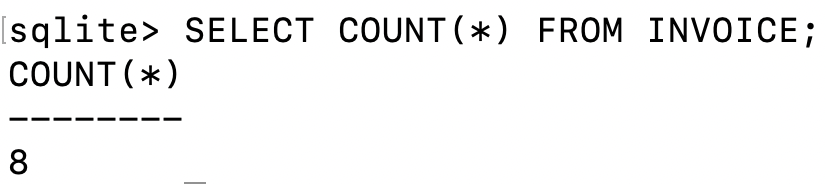 sqlite> SELECT COUNT(*) FROM INVOICE;
COUNT(*)
--------
8